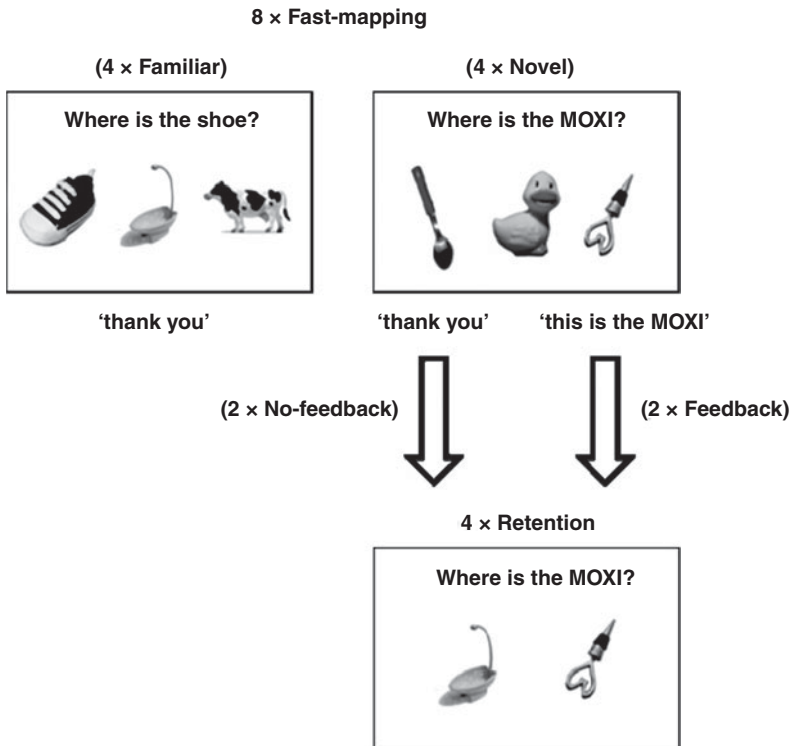 8 × Fast-mapping
(4 × Familiar)
(4 × Novel)
Where is the shoe?
Where is the MOXI?
‘thank you’
‘thank you’
‘this is the MOXI’
(2 × No-feedback)
(2 × Feedback)
4 × Retention
Where is the MOXI?